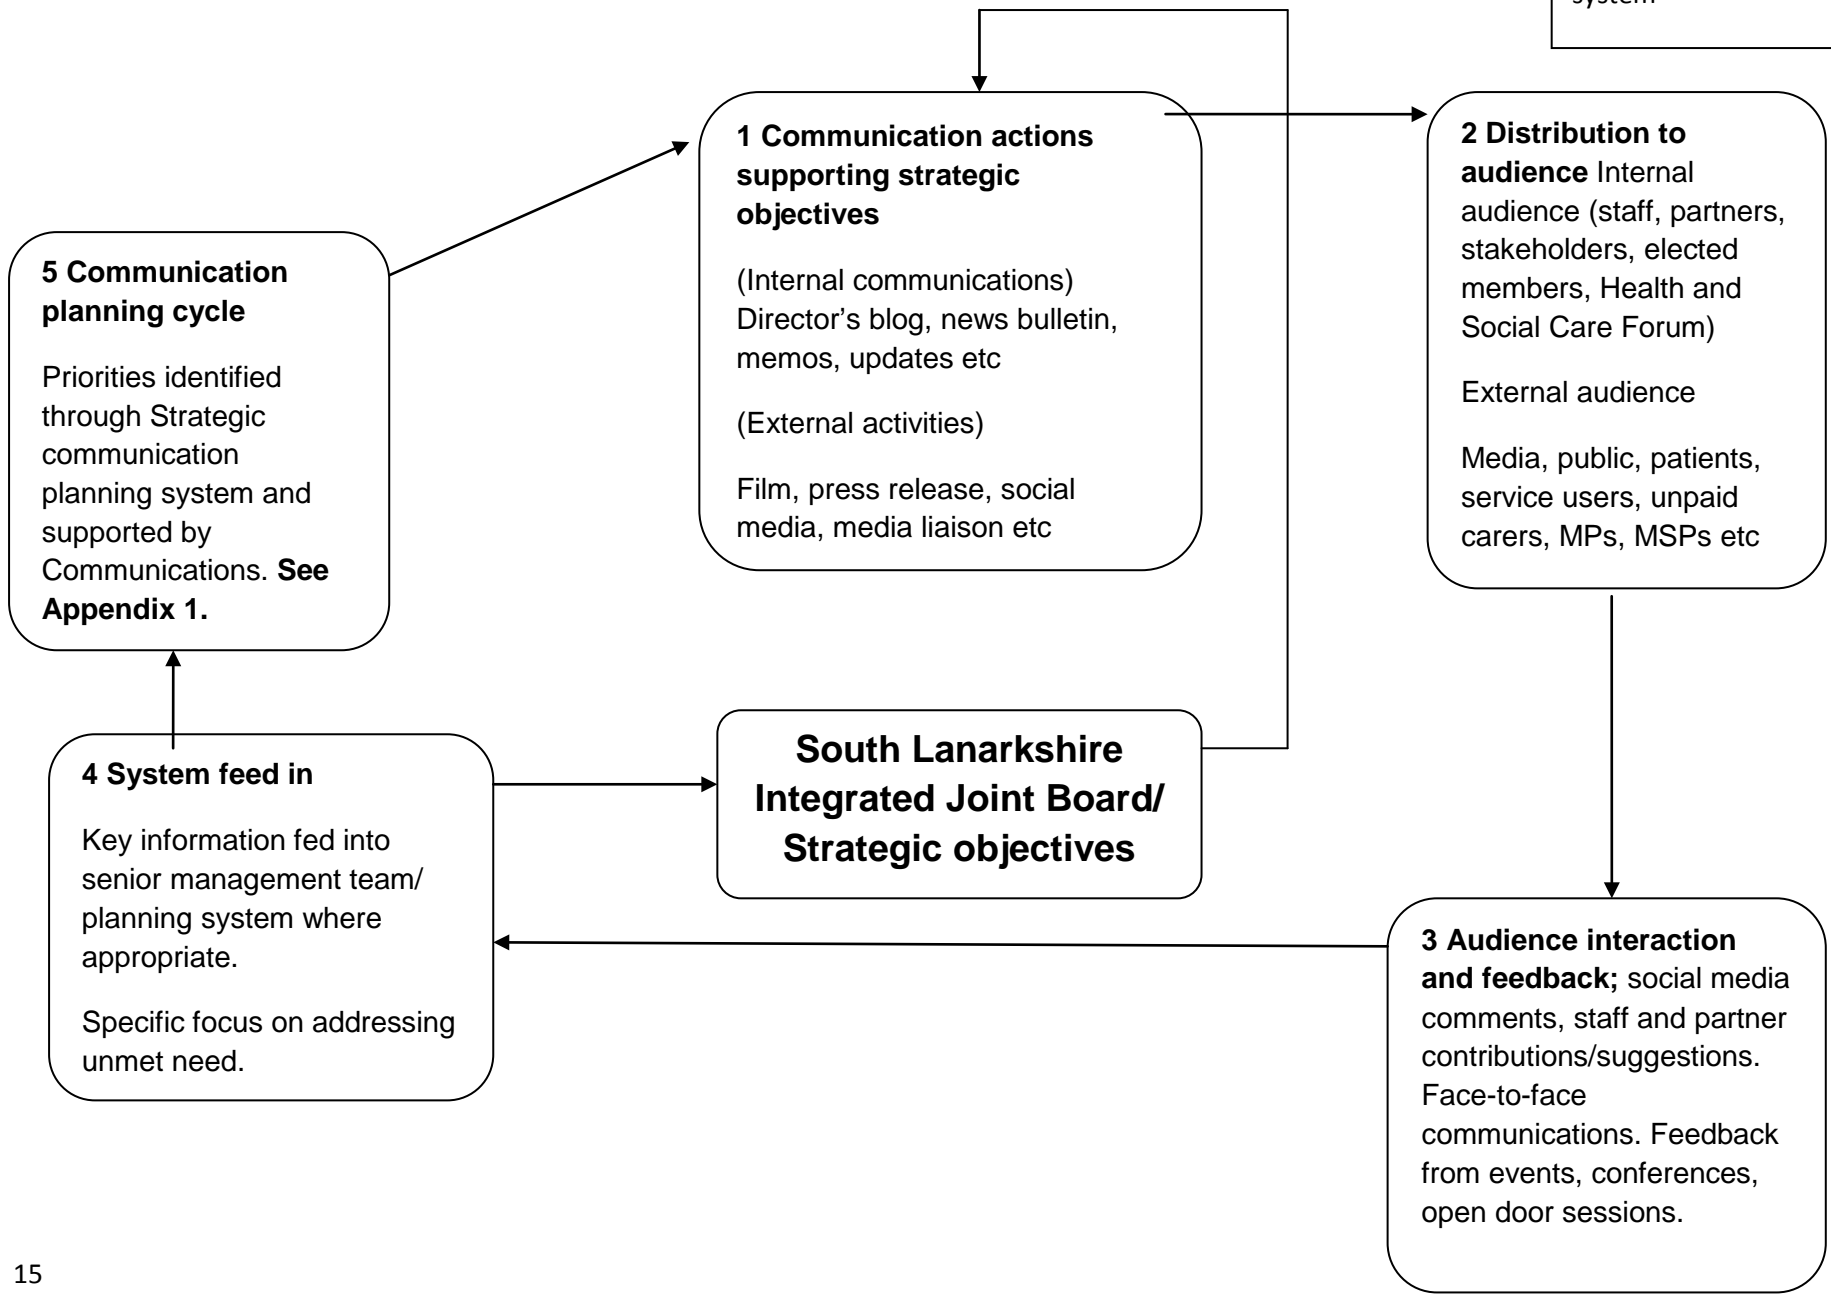 system
1 Communication actions
supporting strategic
objectives
(Internal communications)
Director’s blog, news bulletin,
memos, updates etc
(External activities)
Film, press release, social
media, media liaison etc
2 Distribution to
audience Internal
audience (staff, partners,
stakeholders, elected
members, Health and
Social Care Forum)
External audience
Media, public, patients,
service users, unpaid
carers, MPs, MSPs etc
5 Communication
planning cycle
Priorities identified
through Strategic
communication
planning system and
supported by
Communications. See
Appendix 1.
4 System feed in
Key information fed into
senior management team/
planning system where
appropriate.
Specific focus on addressing
unmet need.
South Lanarkshire
Integrated Joint Board/
Strategic objectives
3 Audience interaction
and feedback; social media
comments, staff and partner
contributions/suggestions.
Face-to-face
communications. Feedback
from events, conferences,
open door sessions.
15